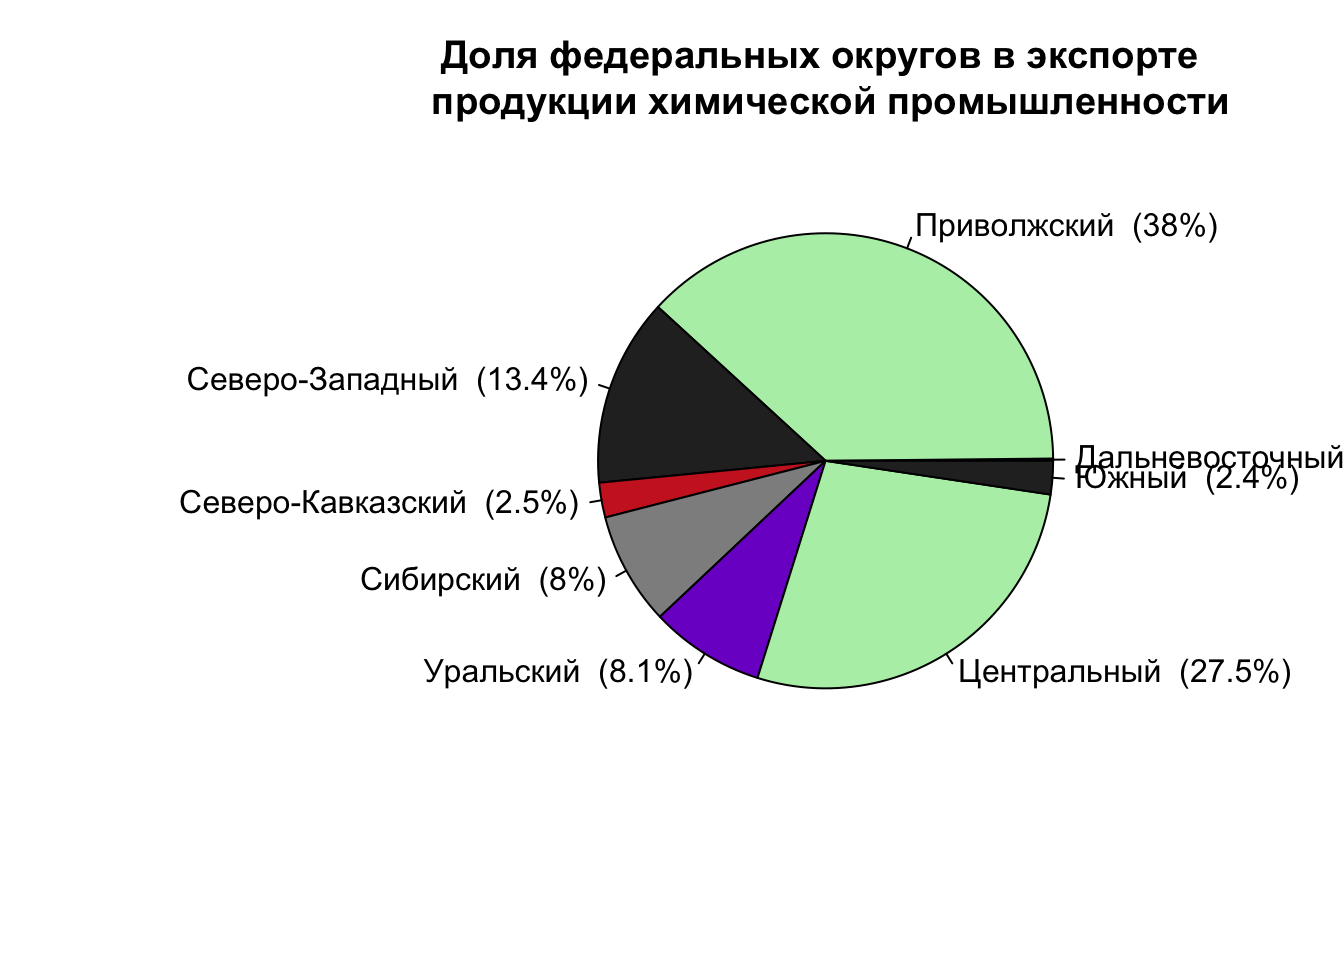 Доля федеральных округов в экспорте
продукции химической промышленности
Приволжский (38%)
Северо-Западный (13.4%)
Дальневосточный
Южный (2.4%)
Северо-Кавказский (2.5%)
Сибирский (8%)
Уральский (8.1%)
Центральный (27.5%)